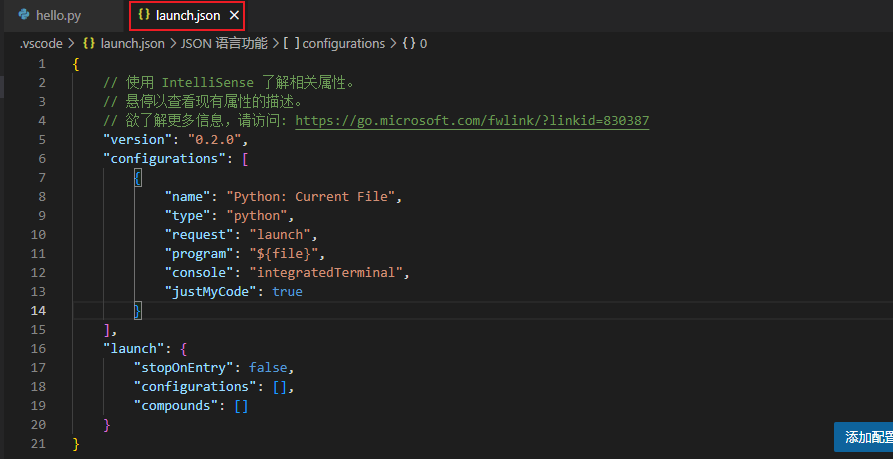 hello.py
launch.json
.vscode > launch.json > JSON 语言功能 > [ ] configurations > { } 0
1 {
2 // 使用 IntelliSense 了解相关属性。
3 // 悬停以查看现有属性的描述。
4 // 欲了解更多信息，请访问: https://go.microsoft.com/fwlink/?linkid=830387
5 "version": "0.2.0",
6 "configurations": [
7 {
8 "name": "Python: Current File",
9 "type": "python",
10 "request": "launch",
11 "program": "${file}",
12 "console": "integratedTerminal",
13 "justMyCode": true
14 }
15 ],
16 "launch": {
17 "stopOnEntry": false,
18 "configurations": [],
19 "compounds": []
20 }
21 }
添加配置